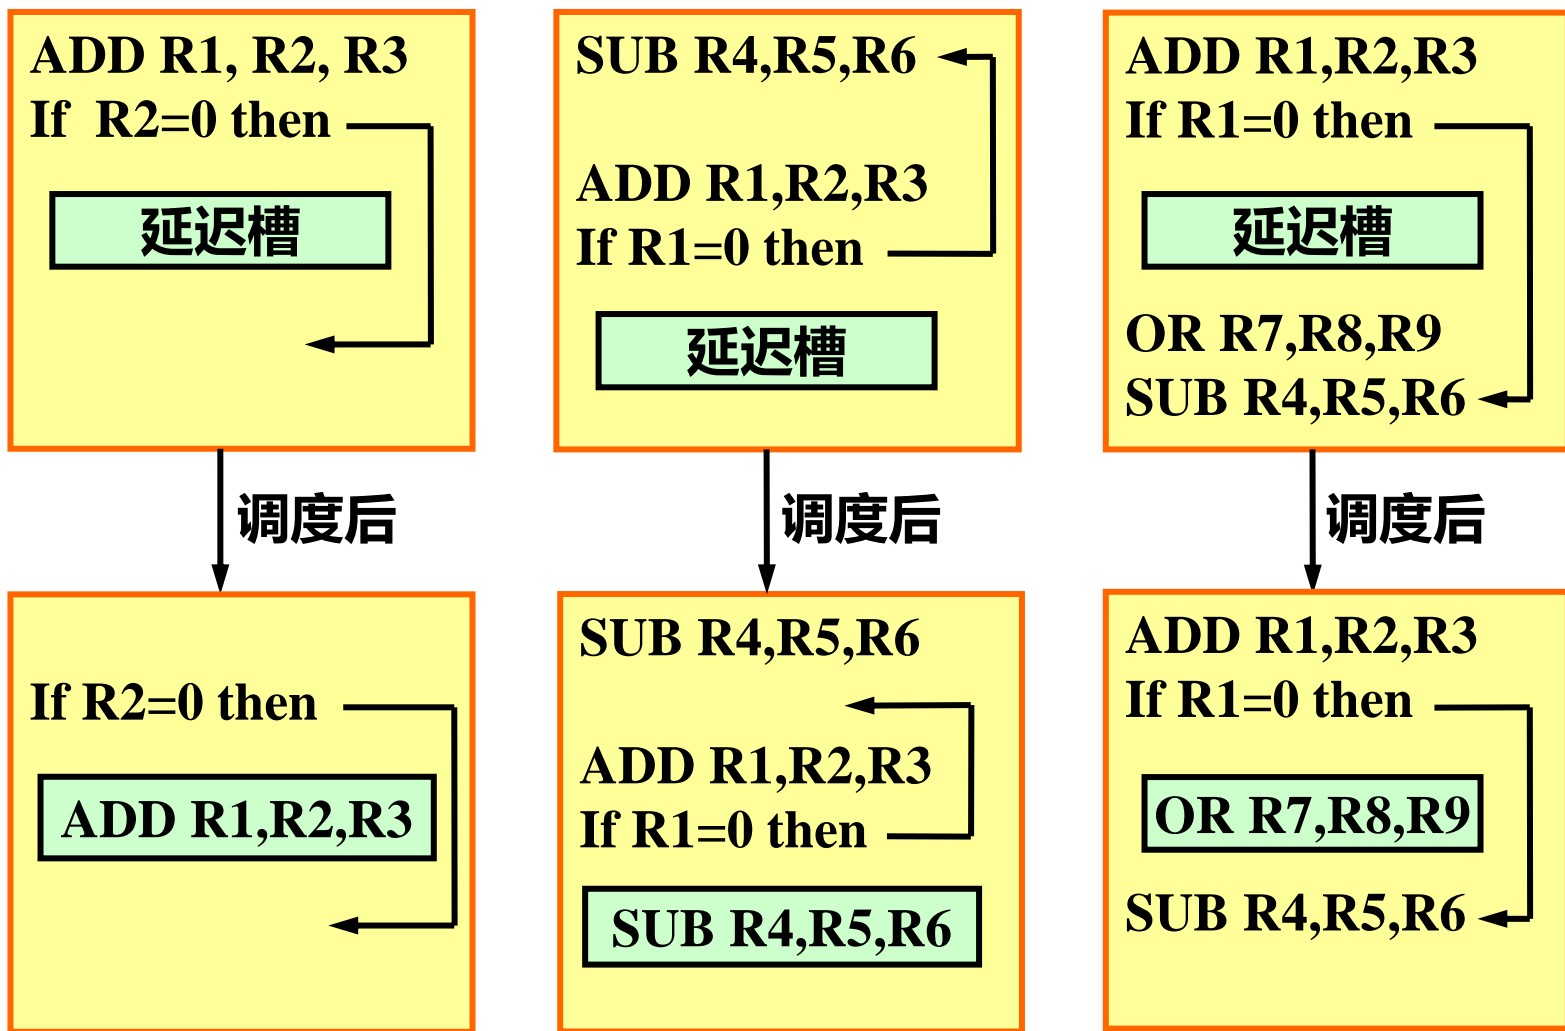 ADD R1, R2, R3
If R2=0 then
延迟槽
调度后
If R2=0 then
ADD R1,R2,R3
SUB R4,R5,R6
ADD R1,R2,R3
If R1=0 then
延迟槽
调度后
SUB R4,R5,R6
ADD R1,R2,R3
If R1=0 then
SUB R4,R5,R6
ADD R1,R2,R3
If R1=0 then
延迟槽
OR R7,R8,R9
SUB R4,R5,R6
调度后
ADD R1,R2,R3
If R1=0 then
OR R7,R8,R9
SUB R4,R5,R6